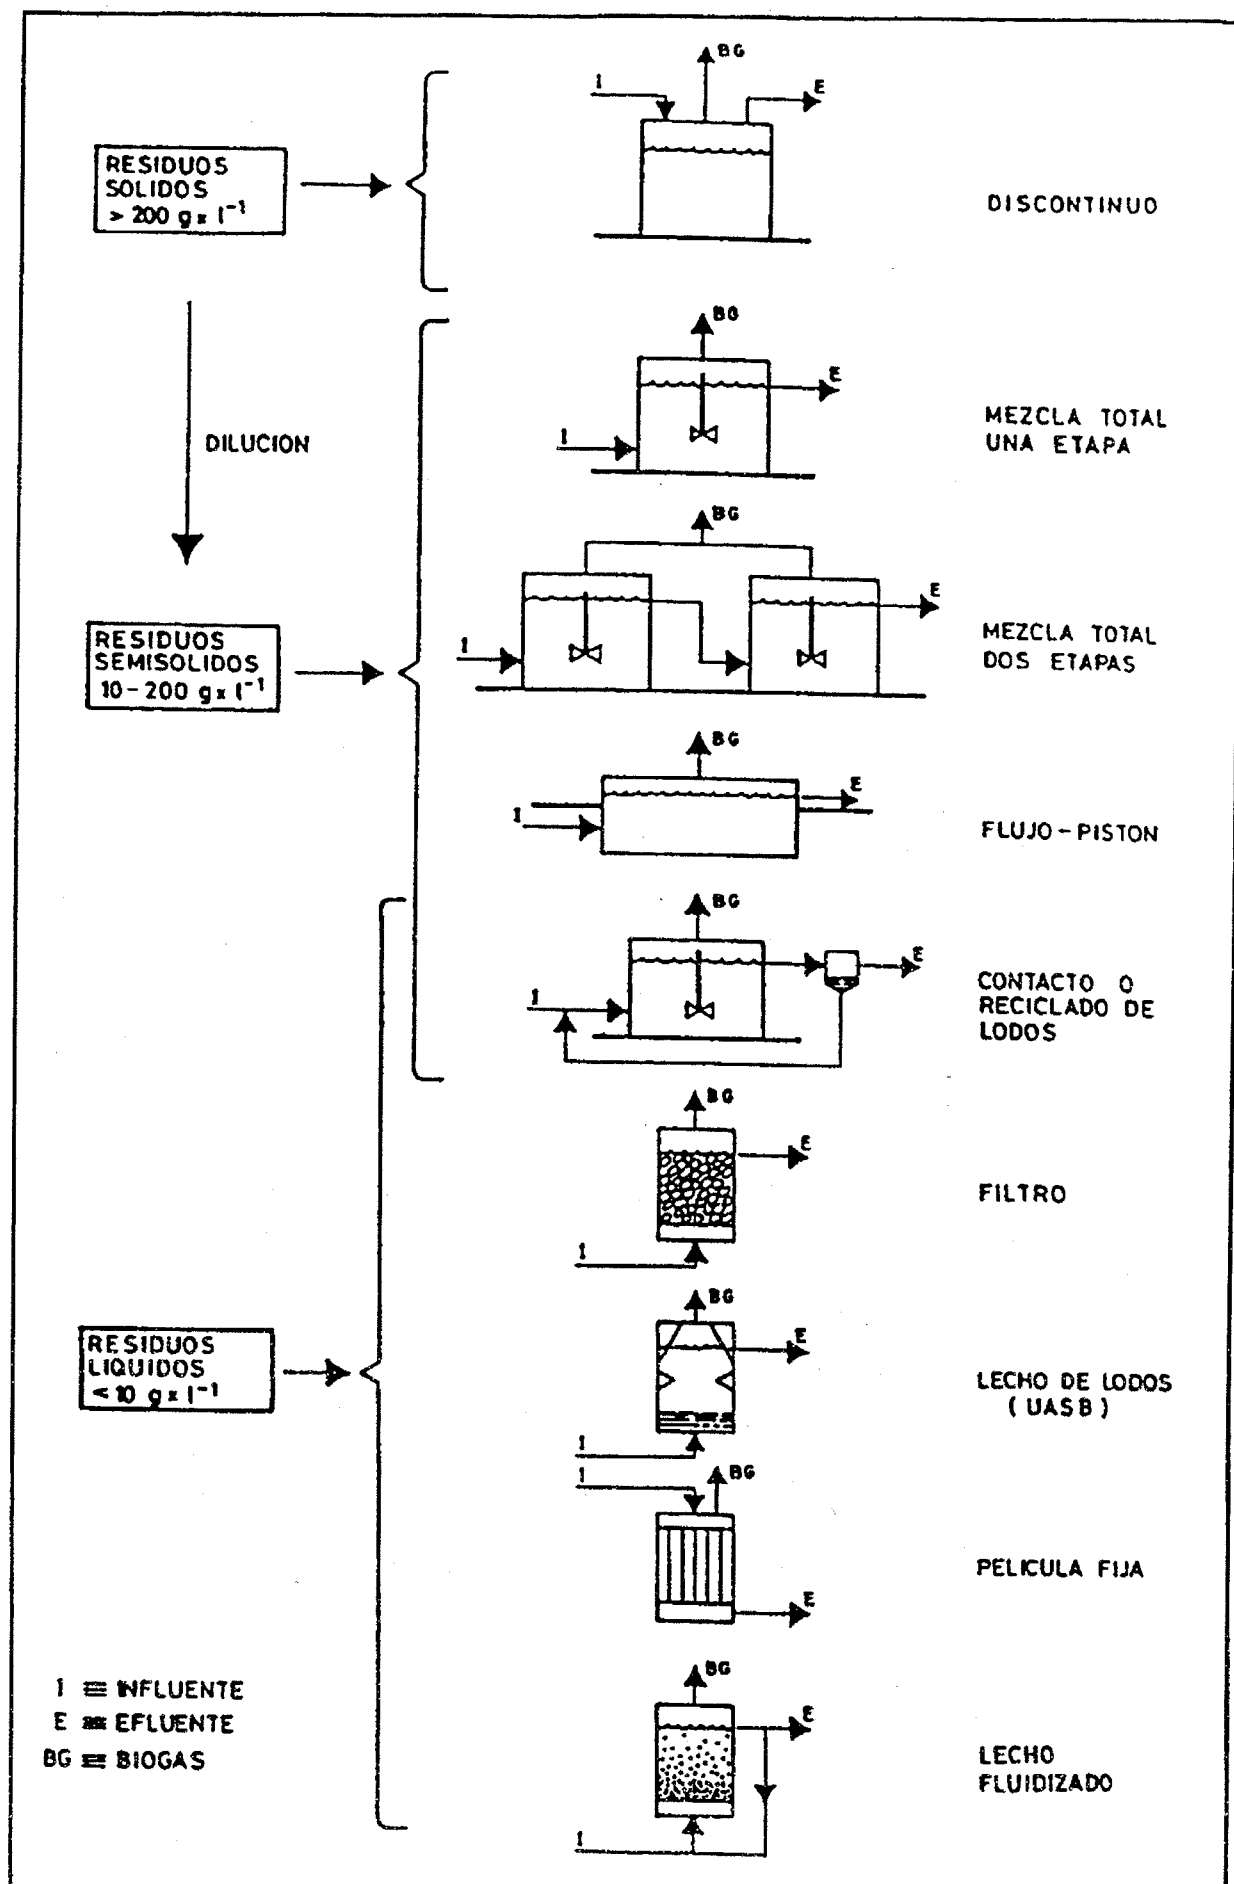 BG
I
E
RESIDUOS
SOLIDOS
> 200 g x l⁻¹
DISCONTINUO
BG
E
I
MEZCLA TOTAL
UNA ETAPA
DILUCION
BG
E
I
MEZCLA TOTAL
DOS ETAPAS
RESIDUOS
SEMISOLIDOS
10-200 g x l⁻¹
BG
E
I
FLUJO-PISTON
BG
E
I
CONTACTO O
RECICLADO DE
LODOS
BG
E
I
FILTRO
BG
E
I
RESIDUOS
LIQUIDOS
< 10 g x l⁻¹
LECHO DE LODOS
(UASB)
I
BG
E
PELICULA FIJA
BG
E
I
LECHO
FLUIDIZADO
I ≡ INFLUENTE
E ≡ EFLUENTE
BG ≡ BIOGAS